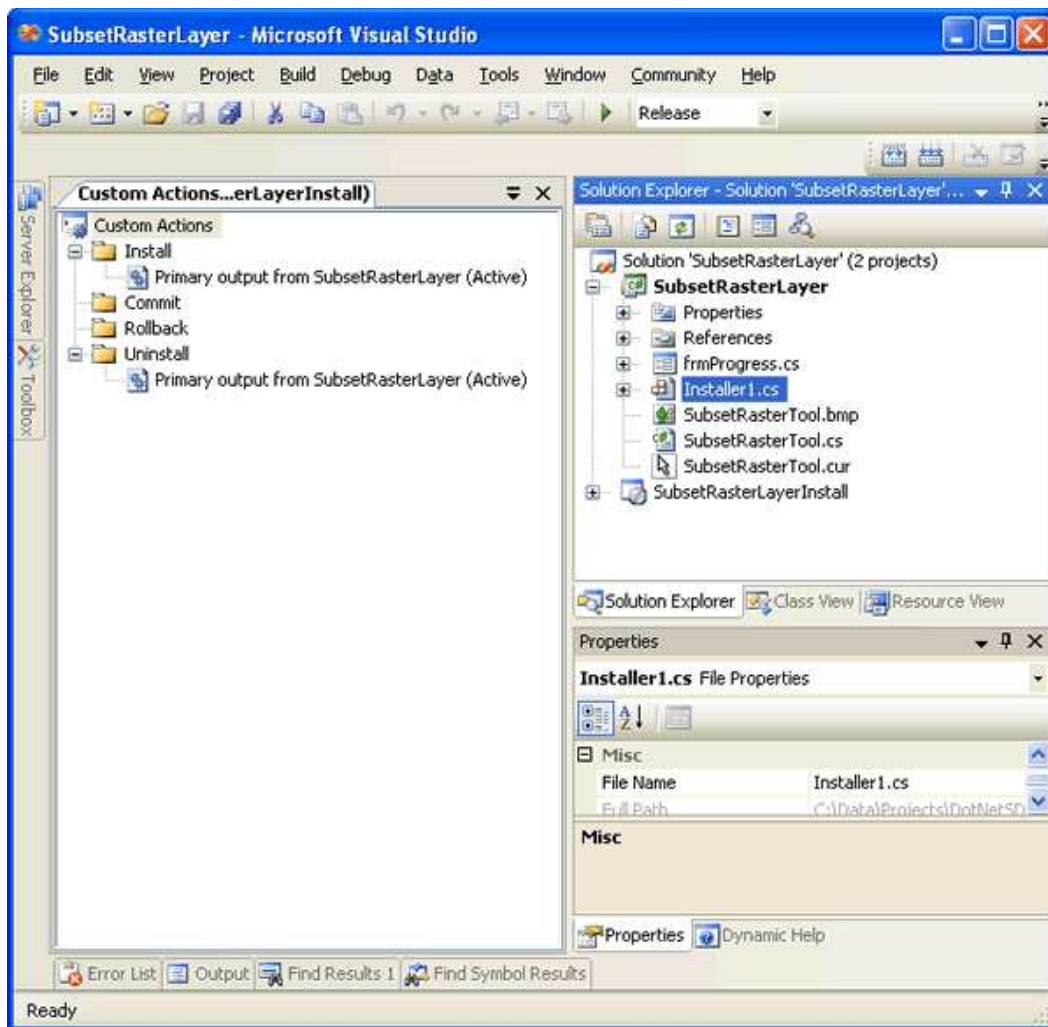 SubsetRasterLayer - Microsoft Visual Studio
File Edit View Project Build Debug Data Tools Window Community Help
Release
Server Explorer
Toolbox
Custom Actions...erLayerInstall)
Custom Actions
Install
Primary output from SubsetRasterLayer (Active)
Commit
Rollback
Uninstall
Primary output from SubsetRasterLayer (Active)
Solution Explorer - Solution 'SubsetRasterLayer'...
Solution 'SubsetRasterLayer' (2 projects)
SubsetRasterLayer
Properties
References
frmProgress.cs
Installer1.cs
SubsetRasterTool.bmp
SubsetRasterTool.cs
SubsetRasterTool.cur
SubsetRasterLayerInstall
Solution Explorer Class View Resource View
Properties
Installer1.cs File Properties
Misc
File Name Installer1.cs
Full Path C:\Data\Projects\DotNetSD
Misc
Properties Dynamic Help
Error List Output Find Results 1 Find Symbol Results
Ready